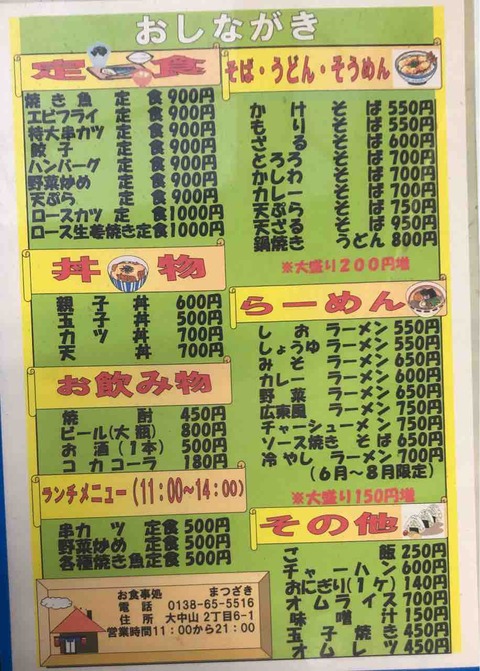 おしながき
定食
焼き魚 定食 900円
エビフライ 定食 900円
特大串カツ 定食 900円
餃子 定食 900円
ハンバーグ 定食 900円
野菜炒め 定食 900円
天ぷら 定食 900円
ロースカツ 定食 1000円
ロース生姜焼き定食 1000円
丼物
親子丼 600円
玉子丼 500円
カツ丼 700円
天丼 700円
お飲み物
焼酎 450円
ビール(大瓶) 800円
お酒(1本) 500円
コカコーラ 180円
ランチメニュー(11:00~14:00)
串カツ 定食 500円
野菜炒め 定食 500円
各種焼き魚定食 500円
お食事処 まつざき
電話 0138-65-5516
住所 大中山2丁目6-1
営業時間11:00から21:00
そば・うどん・そうめん
かけそば 550円
もりそば 550円
ざるそば 600円
とろろそば 700円
かしわそば 700円
カレーそば 700円
天ぷらそば 750円
天ざるそば 950円
鍋焼きうどん 800円
※大盛り200円増
らーめん
しおラーメン 550円
しょうゆラーメン 550円
みそラーメン 650円
カレーラーメン 600円
野菜ラーメン 650円
広東風ラーメン 750円
チャーシューメン 750円
ソース焼きそば 650円
冷やしラーメン 700円
(6月~8月限定)
※大盛り150円増
その他
ご飯 250円
チャーハン 600円
おにぎり(1ケ) 140円
オムライス 700円
味噌汁 150円
玉子焼き 450円
オムレツ 450円